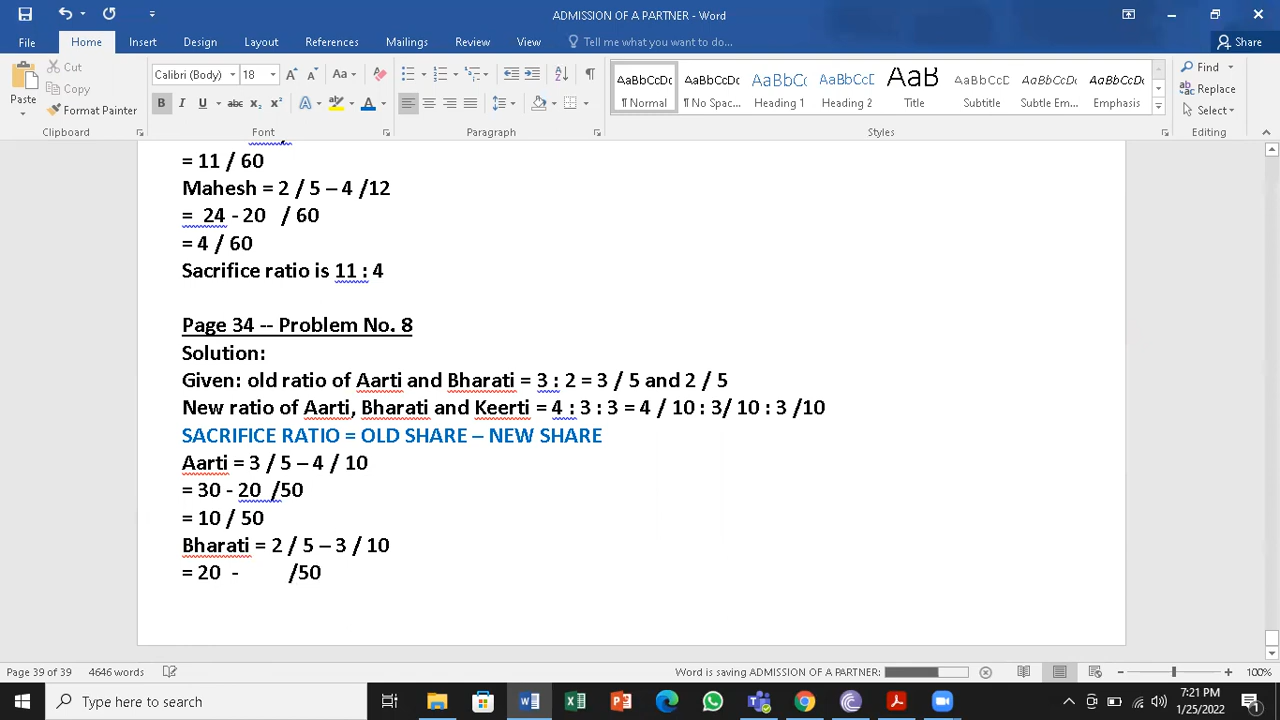 ADMISSION OF A PARTNER - Word
File Home Insert Design Layout References Mailings Review View Tell me what you want to do... Share
Paste Cut Copy Format Painter
Calibri (Body) 18 Aa
B I U abc x₂ x² A A
AaBbCcDc AaBbCcDc AaBbCc AaBbCcD AaB AaBbCcD AaBbCcDc AaBbCcDc
¶ Normal ¶ No Spac... Heading 1 Heading 2 Title Subtitle Subtle Em... Emphasis
Find Replace Select
Clipboard Font Paragraph Styles Editing
= 11 / 60
Mahesh = 2 / 5 – 4 /12
= 24 - 20 / 60
= 4 / 60
Sacrifice ratio is 11 : 4
Page 34 -- Problem No. 8
Solution:
Given: old ratio of Aarti and Bharati = 3 : 2 = 3 / 5 and 2 / 5
New ratio of Aarti, Bharati and Keerti = 4 : 3 : 3 = 4 / 10 : 3/ 10 : 3 /10
SACRIFICE RATIO = OLD SHARE – NEW SHARE
Aarti = 3 / 5 – 4 / 10
= 30 - 20 /50
= 10 / 50
Bharati = 2 / 5 – 3 / 10
= 20 - /50
Page 39 of 39 4646 words Word is saving ADMISSION OF A PARTNER: 100%
Type here to search 7:21 PM
1/25/2022